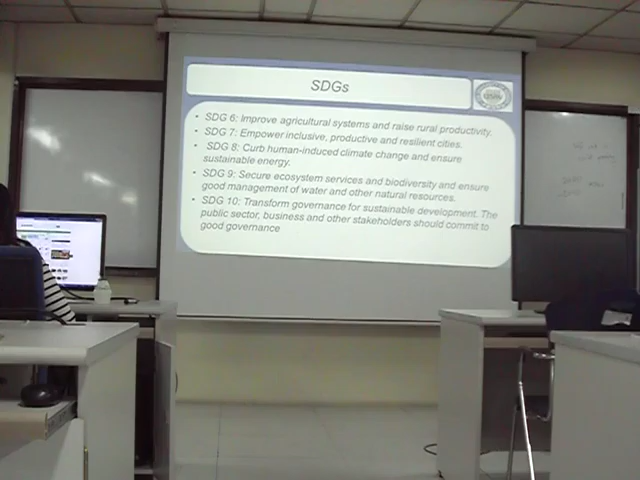 SDGs
• SDG 6: Improve agricultural systems and raise rural productivity.
• SDG 7: Empower inclusive, productive and resilient cities.
• SDG 8: Curb human-induced climate change and ensure
sustainable energy.
• SDG 9: Secure ecosystem services and biodiversity and ensure
good management of water and other natural resources.
• SDG 10: Transform governance for sustainable development. The
public sector, business and other stakeholders should commit to
good governance